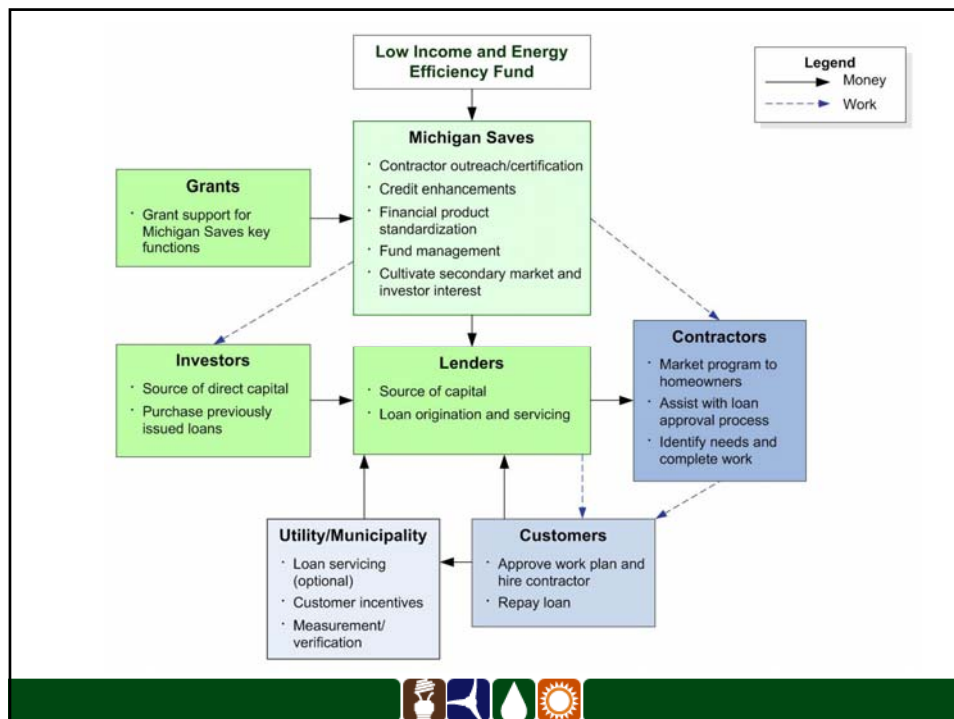 Low Income and Energy
Efficiency Fund
Legend
Money
Work
Michigan Saves
· Contractor outreach/certification
· Credit enhancements
· Financial product
standardization
· Fund management
· Cultivate secondary market and
investor interest
Grants
· Grant support for
Michigan Saves key
functions
Investors
· Source of direct capital
· Purchase previously
issued loans
Lenders
· Source of capital
· Loan origination and servicing
Contractors
· Market program to
homeowners
· Assist with loan
approval process
· Identify needs and
complete work
Utility/Municipality
· Loan servicing
(optional)
· Customer incentives
· Measurement/
verification
Customers
· Approve work plan and
hire contractor
· Repay loan